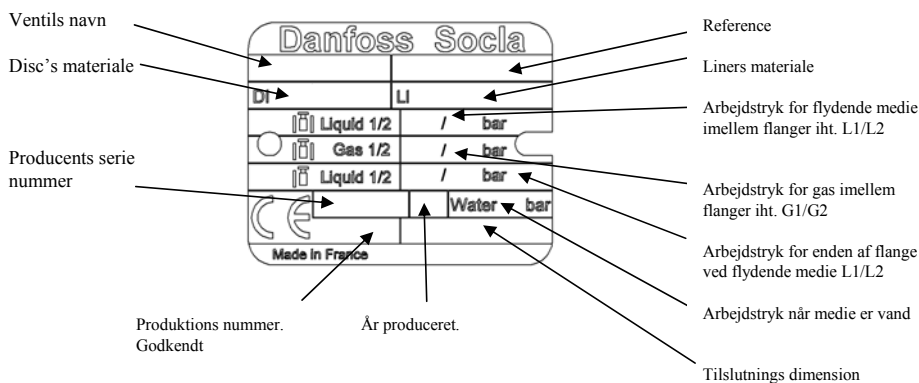 Ventils navn
Disc's materiale
Producents serie
nummer
Danfoss Socla
DI
LI
Liquid 1/2 / bar
Gas 1/2 / bar
Liquid 1/2 / bar
CE
Water bar
Made in France
Produktions nummer.
Godkendt
År produceret.
Reference
Liners materiale
Arbejdstryk for flydende medie
imellem flanger iht. L1/L2
Arbejdstryk for gas imellem
flanger iht. G1/G2
Arbejdstryk for enden af flange
ved flydende medie L1/L2
Arbejdstryk når medie er vand
Tilslutnings dimension